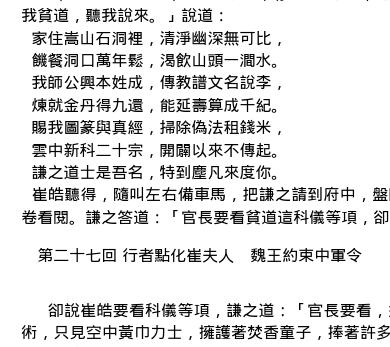 我貧道，聽我說來。」說道：
家住嵩山石洞裡，清淨幽深無可比，
饑餐洞口萬年鬆，渴飲山頭一澗水。
我師公興本姓成，傳教譜文名說李，
煉就金丹得九還，能延壽算成千紀。
賜我圖篆與真經，掃除偽法租錢米，
雲中新科二十宗，開闢以來不傳起。
謙之道士是吾名，特到塵凡來度你。
崔皓聽得，隨叫左右備車馬，把謙之請到府中，盤
卷看閱。謙之答道：「官長要看貧道這科儀等項，卻
第二十七回 行者點化崔夫人　魏王約束中軍令
卻說崔皓要看科儀等項，謙之道：「官長要看，
術，只見空中黃巾力士，擁護著焚香童子，捧著許多